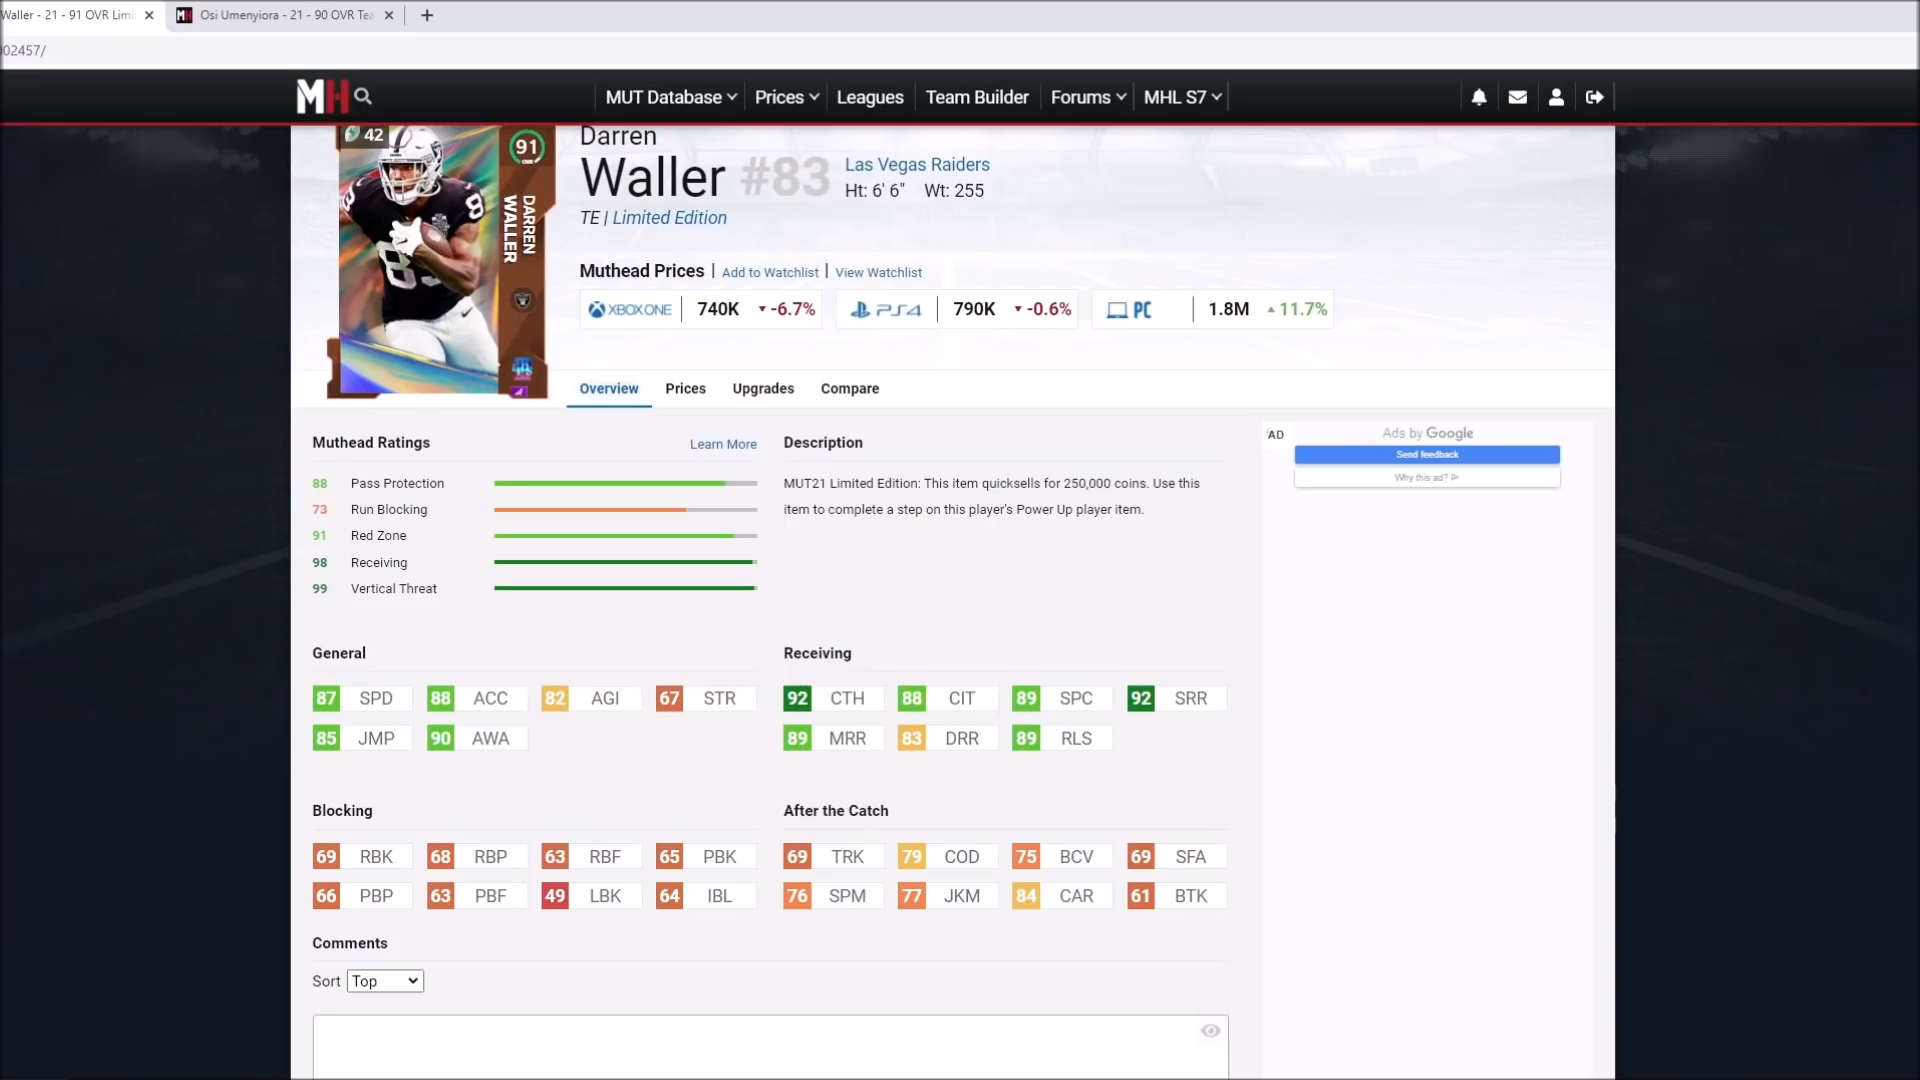 Waller - 21 - 91 OVR Lim
Osi Umenyiora - 21 - 90 OVR Tea
002457/
MH
MUT Database
Prices
Leagues
Team Builder
Forums
MHL S7
42
91
OVR
DARREN
WALLER
Darren
Waller #83
Las Vegas Raiders
Ht: 6' 6" Wt: 255
TE | Limited Edition
Muthead Prices | Add to Watchlist | View Watchlist
XBOX ONE 740K -6.7%
PS4 790K -0.6%
PC 1.8M 11.7%
Overview Prices Upgrades Compare
Muthead Ratings Learn More
88 Pass Protection
73 Run Blocking
91 Red Zone
98 Receiving
99 Vertical Threat
Description
MUT21 Limited Edition: This item quicksells for 250,000 coins. Use this
item to complete a step on this player's Power Up player item.
AD
Ads by Google
Send feedback
Why this ad?
General
87 SPD 88 ACC 82 AGI 67 STR
85 JMP 90 AWA
Receiving
92 CTH 88 CIT 89 SPC 92 SRR
89 MRR 83 DRR 89 RLS
Blocking
69 RBK 68 RBP 63 RBF 65 PBK
66 PBP 63 PBF 49 LBK 64 IBL
After the Catch
69 TRK 79 COD 75 BCV 69 SFA
76 SPM 77 JKM 84 CAR 61 BTK
Comments
Sort Top